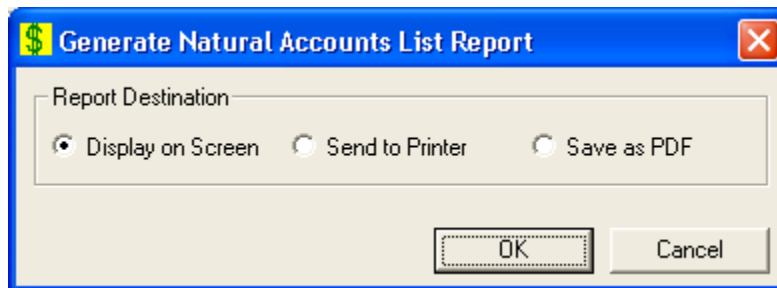 $ Generate Natural Accounts List Report
Report Destination
Display on Screen Send to Printer Save as PDF
OK Cancel